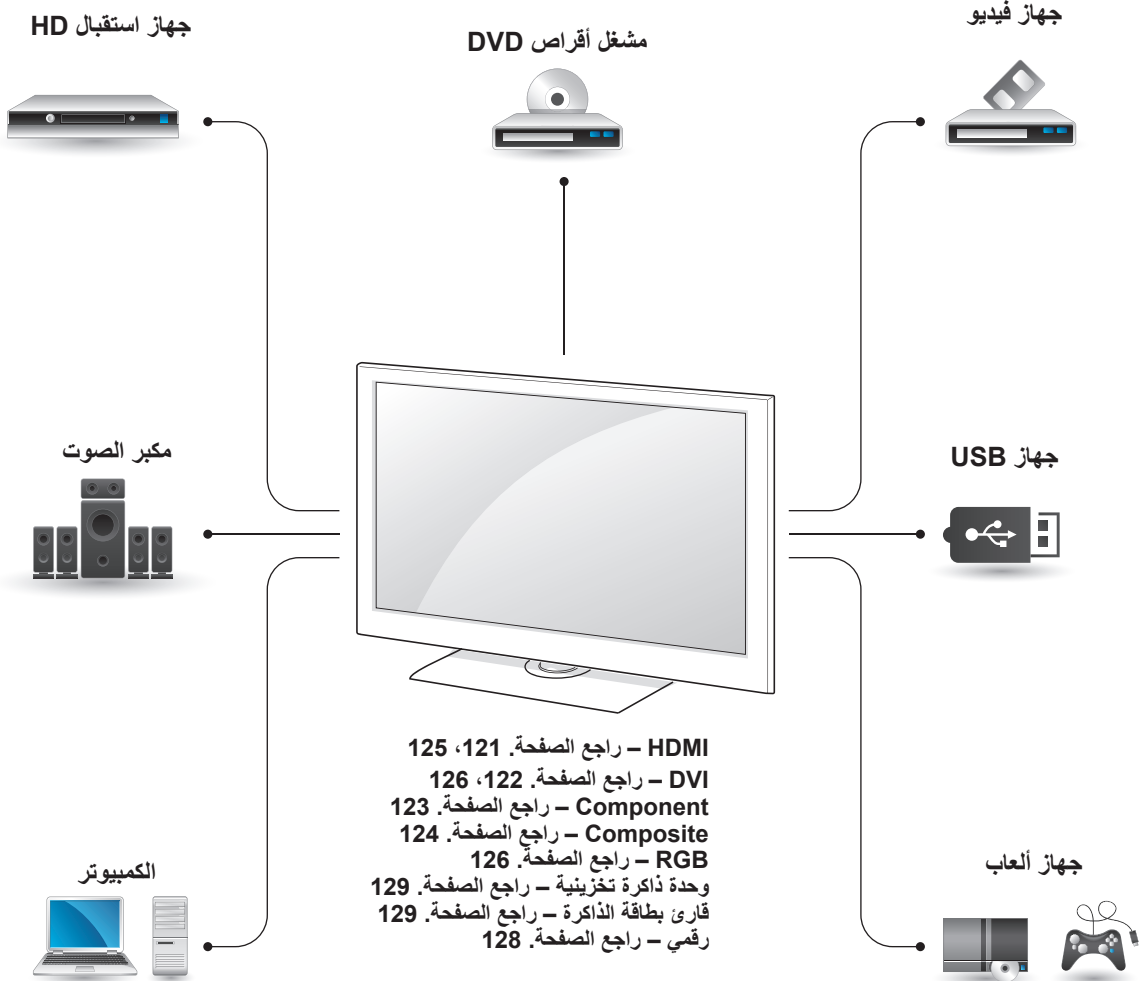 جهاز فيديو
مشغل أقراص DVD
جهاز استقبال HD
جهاز USB
مكبر الصوت
HDMI – راجع الصفحة. 121، 125
DVI – راجع الصفحة. 122، 126
Component – راجع الصفحة. 123
Composite – راجع الصفحة. 124
RGB – راجع الصفحة. 126
وحدة ذاكرة تخزينية – راجع الصفحة. 129
قارئ بطاقة الذاكرة – راجع الصفحة. 129
رقمي – راجع الصفحة. 128
جهاز ألعاب
الكمبيوتر